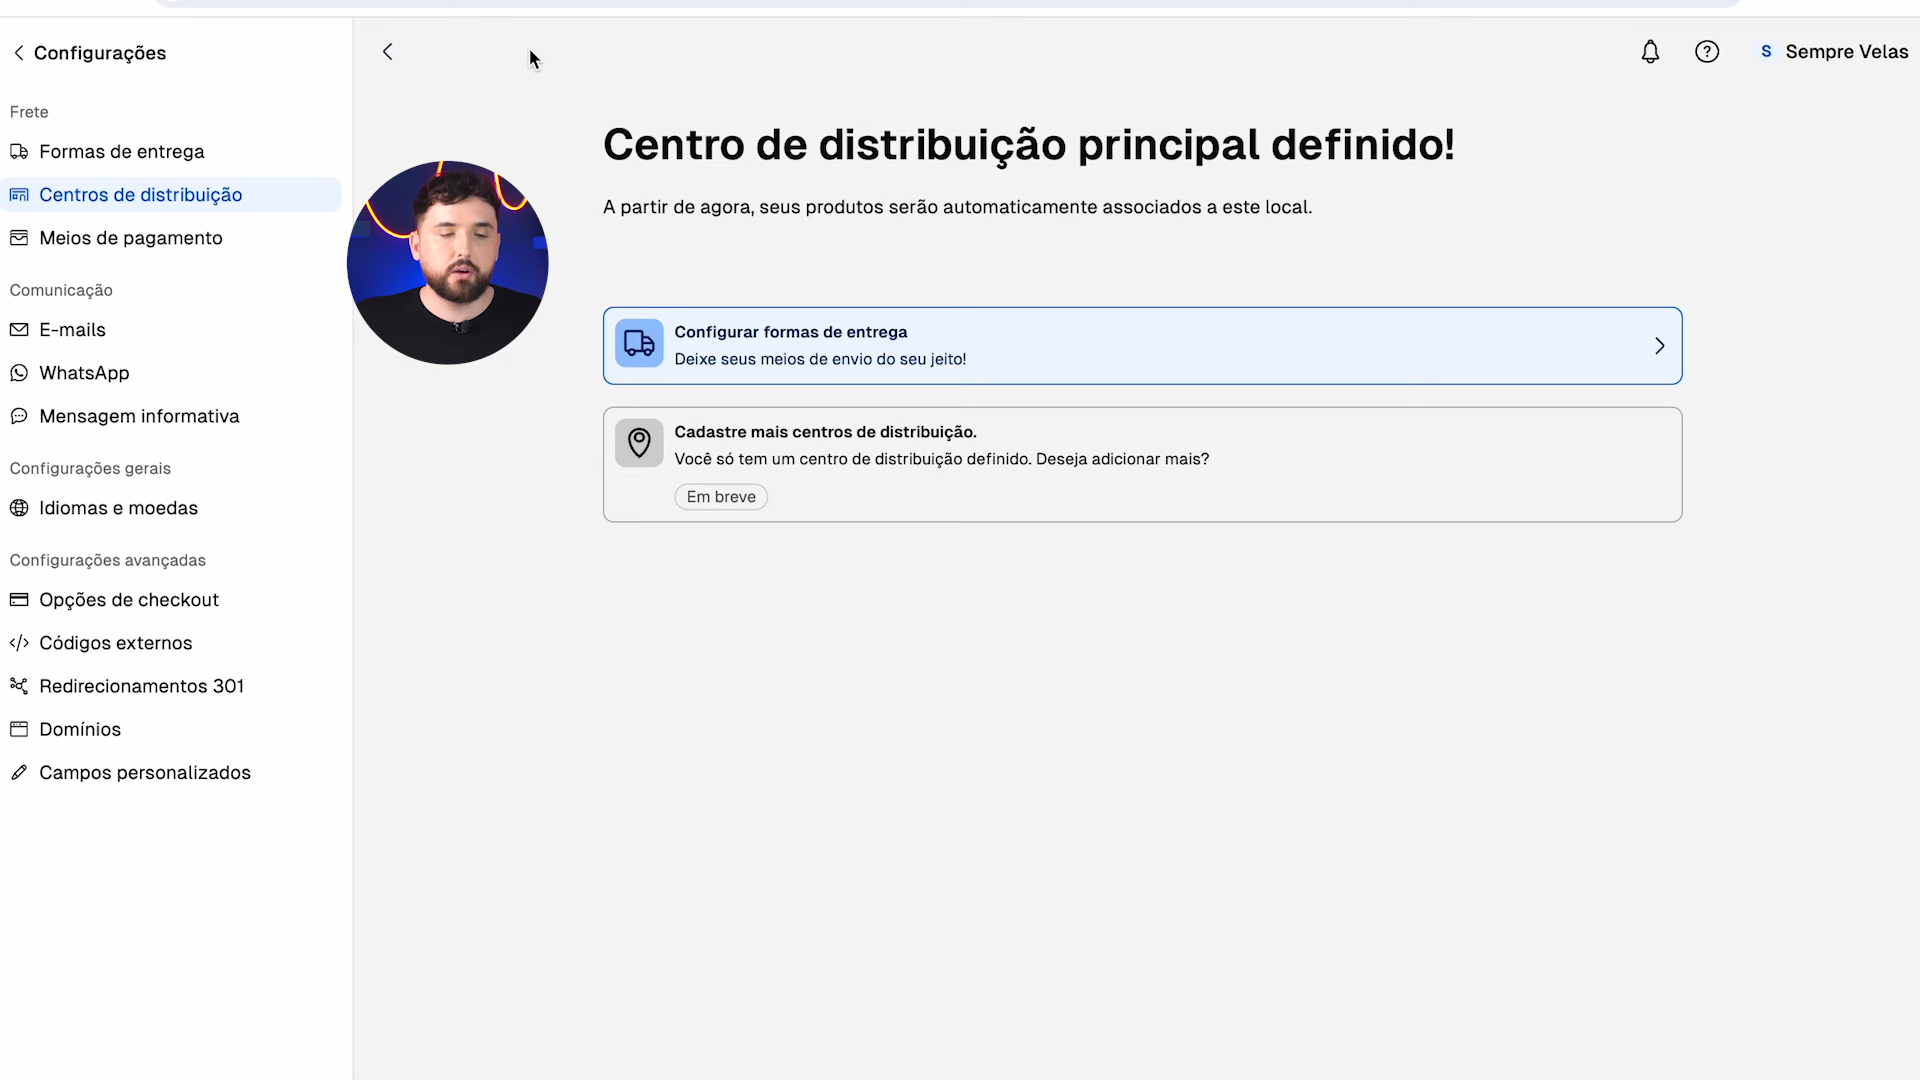 Configurações
Frete
Formas de entrega
Centros de distribuição
Meios de pagamento
Comunicação
E-mails
WhatsApp
Mensagem informativa
Configurações gerais
Idiomas e moedas
Configurações avançadas
Opções de checkout
Códigos externos
Redirecionamentos 301
Domínios
Campos personalizados
S Sempre Velas
Centro de distribuição principal definido!
A partir de agora, seus produtos serão automaticamente associados a este local.
Configurar formas de entrega
Deixe seus meios de envio do seu jeito!
Cadastre mais centros de distribuição.
Você só tem um centro de distribuição definido. Deseja adicionar mais?
Em breve